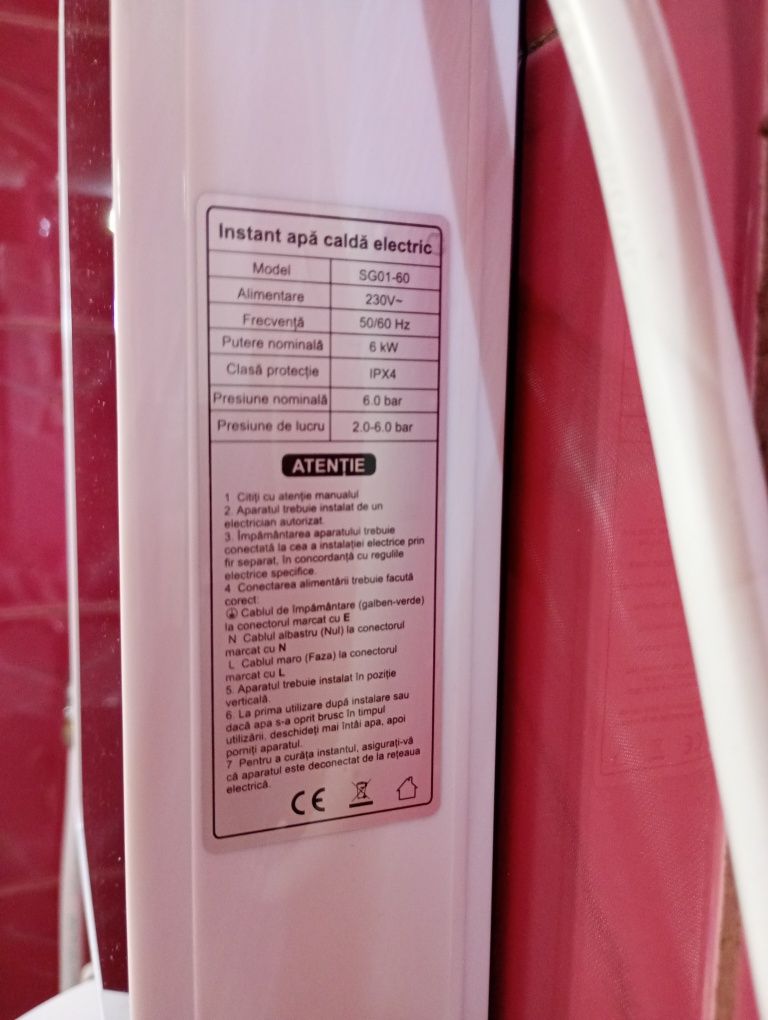 Instant apă caldă electric
Model SG01-60
Alimentare 230V~
Frecvență 50/60 Hz
Putere nominală 6 kW
Clasă protecție IPX4
Presiune nominală 6.0 bar
Presiune de lucru 2.0-6.0 bar
ATENȚIE
1 Citiți cu atenție manualul
2. Aparatul trebuie instalat de un
electrician autorizat.
3. Împământarea aparatului trebuie
conectată la cea a instalației electrice prin
fir separat, în concordanță cu regulile
electrice specifice.
4 Conectarea alimentării trebuie facută
corect:
Cablul de împământare (galben-verde)
la conectorul marcat cu E
N Cablul albastru (Nul) la conectorul
marcat cu N
L Cablul maro (Faza) la conectorul
marcat cu L
5. Aparatul trebuie instalat în poziție
verticală.
6. La prima utilizare după instalare sau
dacă apa s-a oprit brusc în timpul
utilizării, deschideți mai întâi apa, apoi
porniți aparatul.
7 Pentru a curăța instantul, asigurați-vă
că aparatul este deconectat de la rețeaua
electrică.
CE